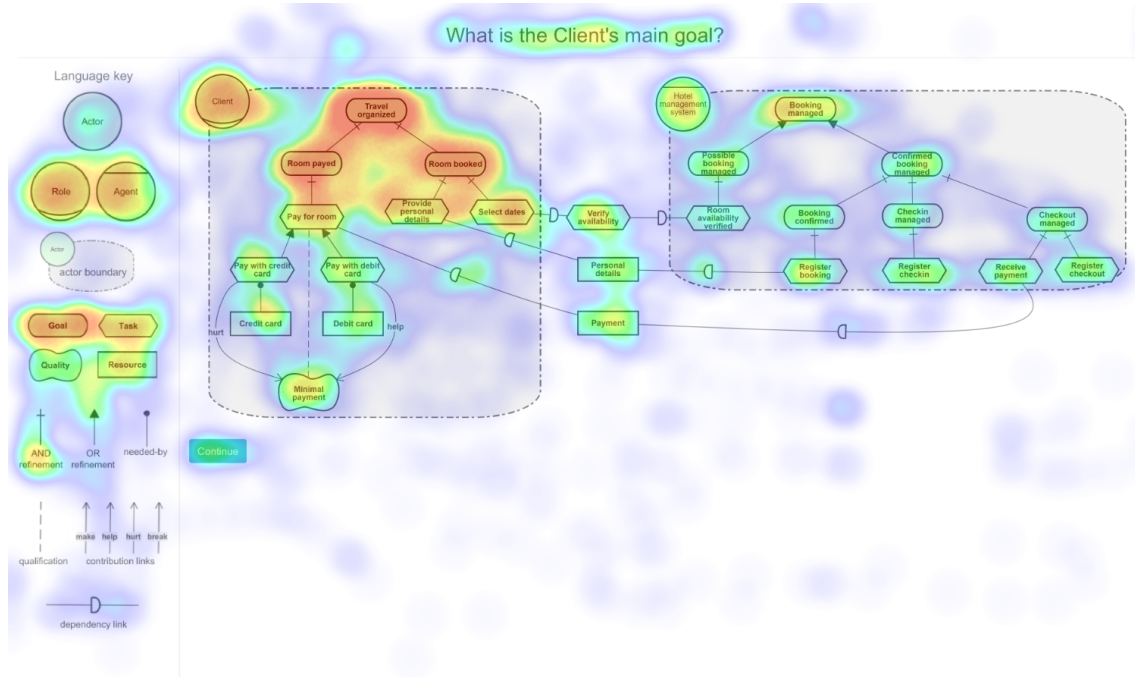 What is the Client's main goal?
Language key
Actor
Role
Agent
Actor
actor boundary
Goal
Task
Quality
Resource
AND
refinement
OR
refinement
needed-by
make
help
hurt
break
qualification
contribution links
dependency link
Client
Travel
organized
Room payed
Room booked
Pay for room
Provide
personal
details
Select dates
Pay with credit
card
Pay with debit
card
Credit card
Debit card
hurt
help
Minimal
payment
Continue
Verify
availability
Personal
details
Payment
Hotel
management
system
Booking
managed
Possible
booking
managed
Confirmed
booking
managed
Room
availability
verified
Booking
confirmed
Checkin
managed
Checkout
managed
Register
booking
Register
checkin
Receive
payment
Register
checkout